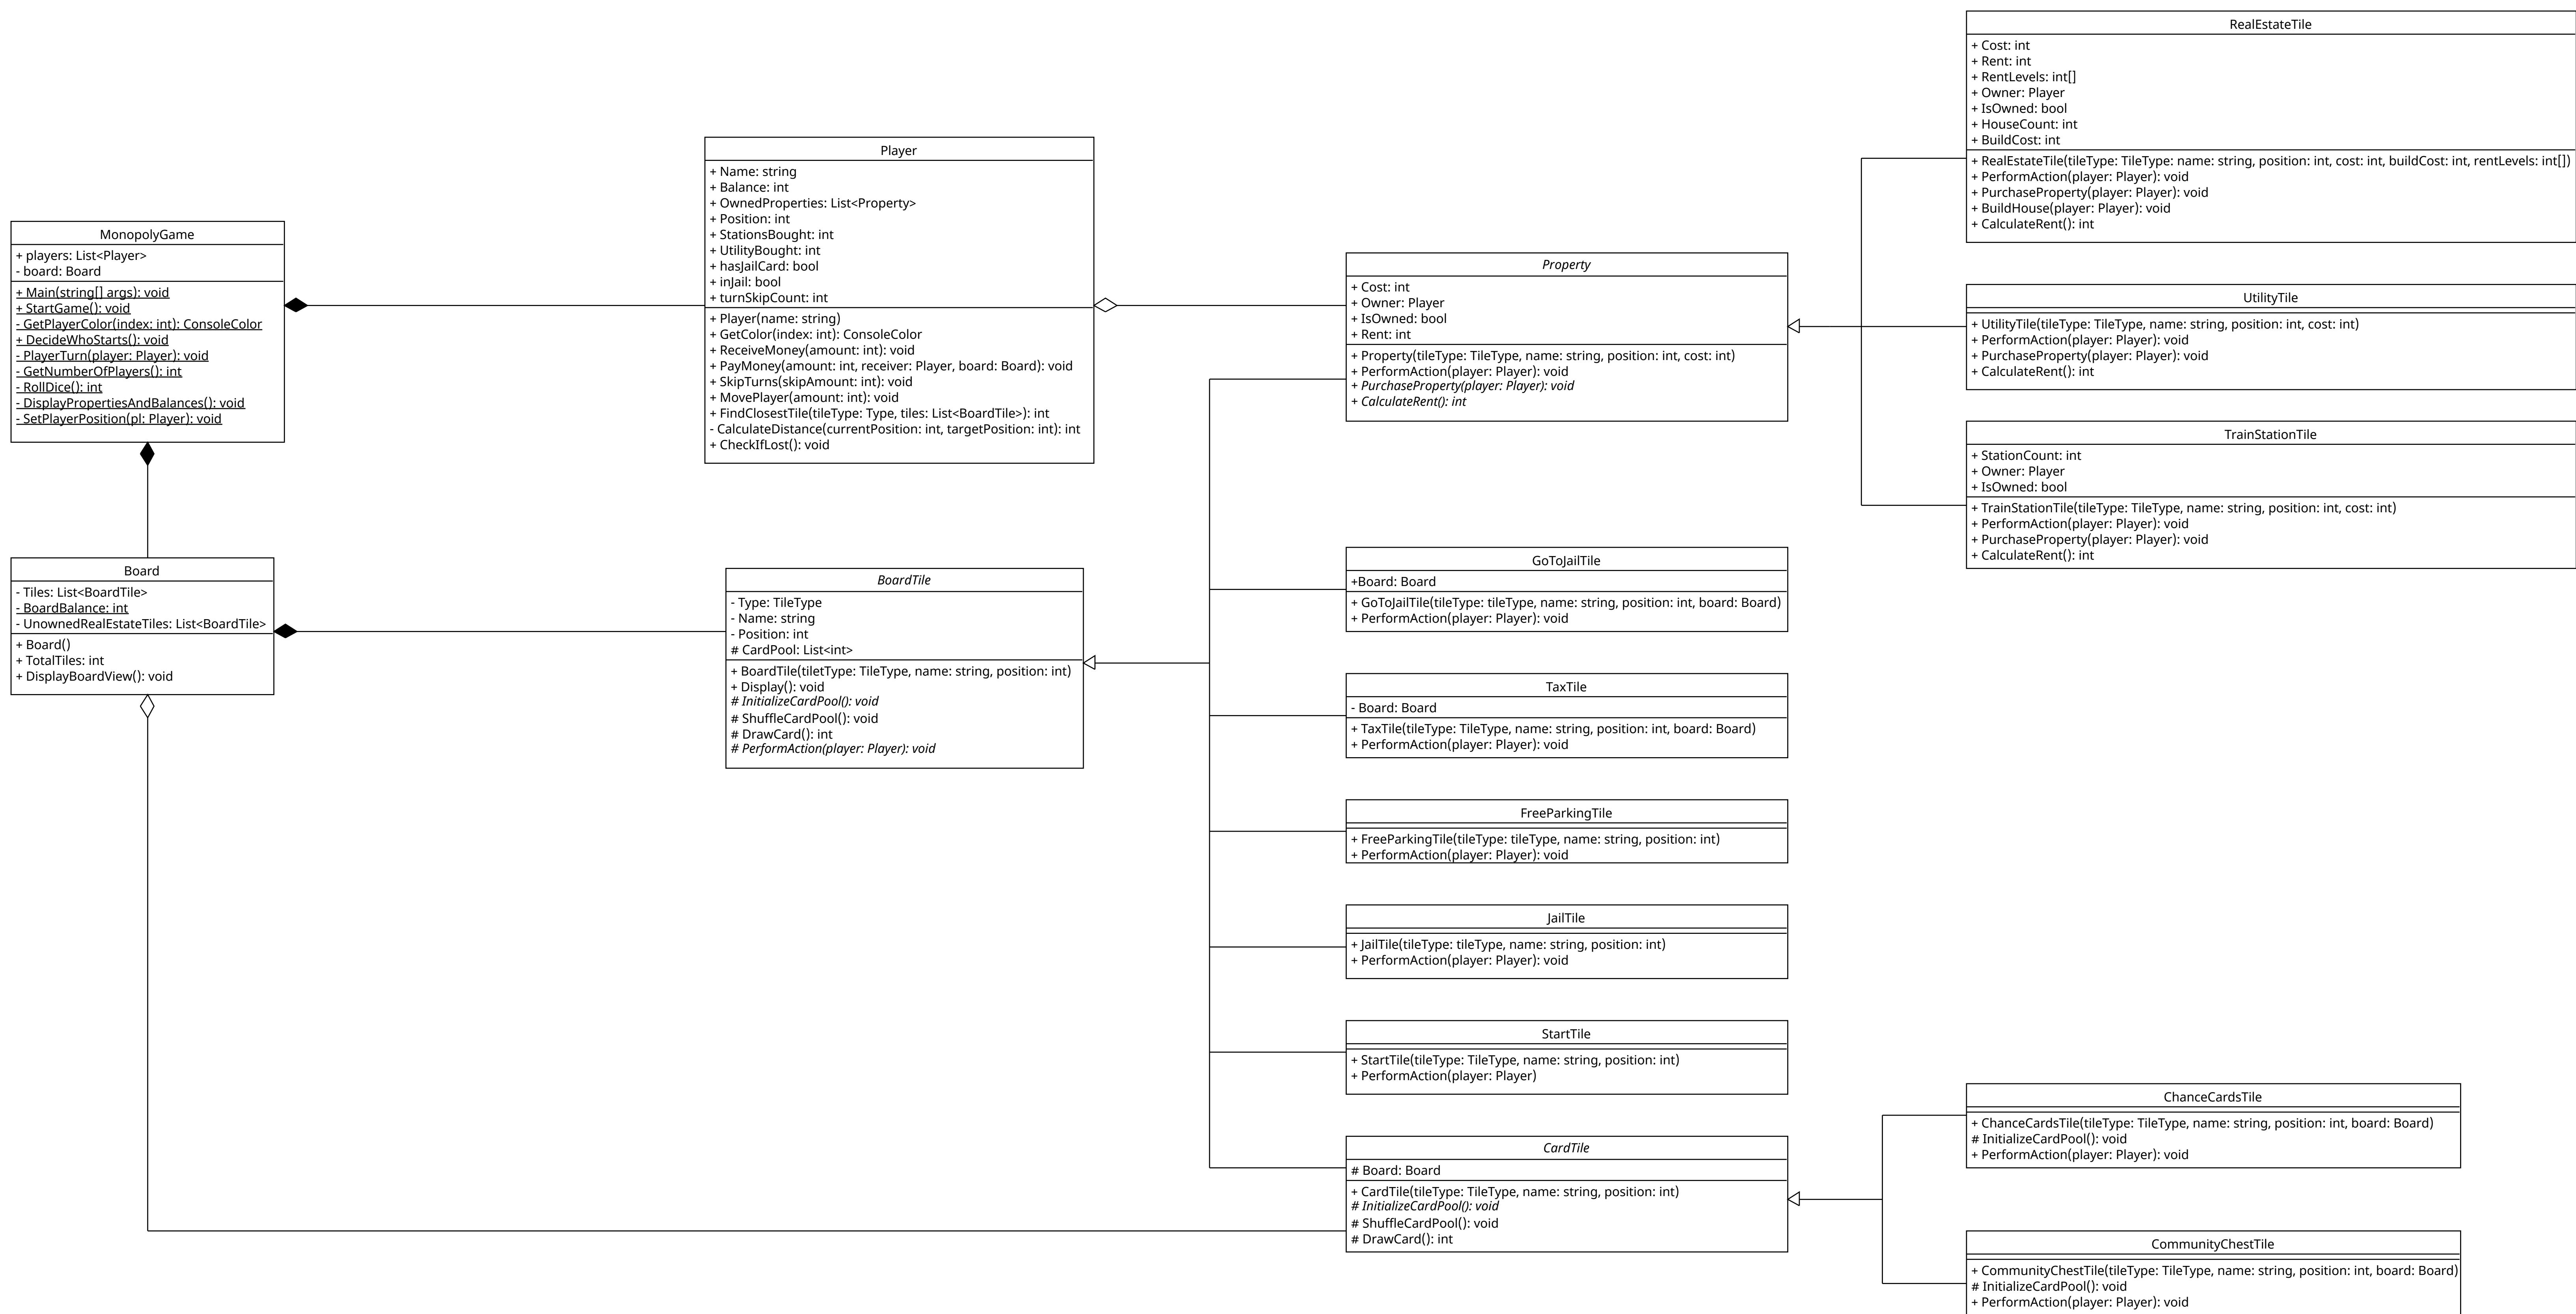 MonopolyGame
+ players: List<Player>
- board: Board
+ Main(string[] args): void
+ StartGame(): void
- GetPlayerColor(index: int): ConsoleColor
+ DecideWhoStarts(): void
- PlayerTurn(player: Player): void
- GetNumberOfPlayers(): int
- RollDice(): int
- DisplayPropertiesAndBalances(): void
- SetPlayerPosition(pl: Player): void
Board
- Tiles: List<BoardTile>
- BoardBalance: int
- UnownedRealEstateTiles: List<BoardTile>
+ Board()
+ TotalTiles: int
+ DisplayBoardView(): void
Player
+ Name: string
+ Balance: int
+ OwnedProperties: List<Property>
+ Position: int
+ StationsBought: int
+ UtilityBought: int
+ hasJailCard: bool
+ inJail: bool
+ turnSkipCount: int
+ Player(name: string)
+ GetColor(index: int): ConsoleColor
+ ReceiveMoney(amount: int): void
+ PayMoney(amount: int, receiver: Player, board: Board): void
+ SkipTurns(skipAmount: int): void
+ MovePlayer(amount: int): void
+ FindClosestTile(tileType: Type, tiles: List<BoardTile>): int
- CalculateDistance(currentPosition: int, targetPosition: int): int
+ CheckIfLost(): void
BoardTile
- Type: TileType
- Name: string
- Position: int
# CardPool: List<int>
+ BoardTile(tiletType: TileType, name: string, position: int)
+ Display(): void
# InitializeCardPool(): void
# ShuffleCardPool(): void
# DrawCard(): int
# PerformAction(player: Player): void
Property
+ Cost: int
+ Owner: Player
+ IsOwned: bool
+ Rent: int
+ Property(tileType: TileType, name: string, position: int, cost: int)
+ PerformAction(player: Player): void
+ PurchaseProperty(player: Player): void
+ CalculateRent(): int
GoToJailTile
+Board: Board
+ GoToJailTile(tileType: tileType, name: string, position: int, board: Board)
+ PerformAction(player: Player): void
TaxTile
- Board: Board
+ TaxTile(tileType: TileType, name: string, position: int, board: Board)
+ PerformAction(player: Player): void
FreeParkingTile
+ FreeParkingTile(tileType: tileType, name: string, position: int)
+ PerformAction(player: Player): void
JailTile
+ JailTile(tileType: tileType, name: string, position: int)
+ PerformAction(player: Player): void
StartTile
+ StartTile(tileType: TileType, name: string, position: int)
+ PerformAction(player: Player)
CardTile
# Board: Board
+ CardTile(tileType: TileType, name: string, position: int)
# InitializeCardPool(): void
# ShuffleCardPool(): void
# DrawCard(): int
RealEstateTile
+ Cost: int
+ Rent: int
+ RentLevels: int[]
+ Owner: Player
+ IsOwned: bool
+ HouseCount: int
+ BuildCost: int
+ RealEstateTile(tileType: TileType: name: string, position: int, cost: int, buildCost: int, rentLevels: int[])
+ PerformAction(player: Player): void
+ PurchaseProperty(player: Player): void
+ BuildHouse(player: Player): void
+ CalculateRent(): int
UtilityTile
+ UtilityTile(tileType: TileType, name: string, position: int, cost: int)
+ PerformAction(player: Player): void
+ PurchaseProperty(player: Player): void
+ CalculateRent(): int
TrainStationTile
+ StationCount: int
+ Owner: Player
+ IsOwned: bool
+ TrainStationTile(tileType: TileType, name: string, position: int, cost: int)
+ PerformAction(player: Player): void
+ PurchaseProperty(player: Player): void
+ CalculateRent(): int
ChanceCardsTile
+ ChanceCardsTile(tileType: TileType, name: string, position: int, board: Board)
# InitializeCardPool(): void
+ PerformAction(player: Player): void
CommunityChestTile
+ CommunityChestTile(tileType: TileType, name: string, position: int, board: Board)
# InitializeCardPool(): void
+ PerformAction(player: Player): void